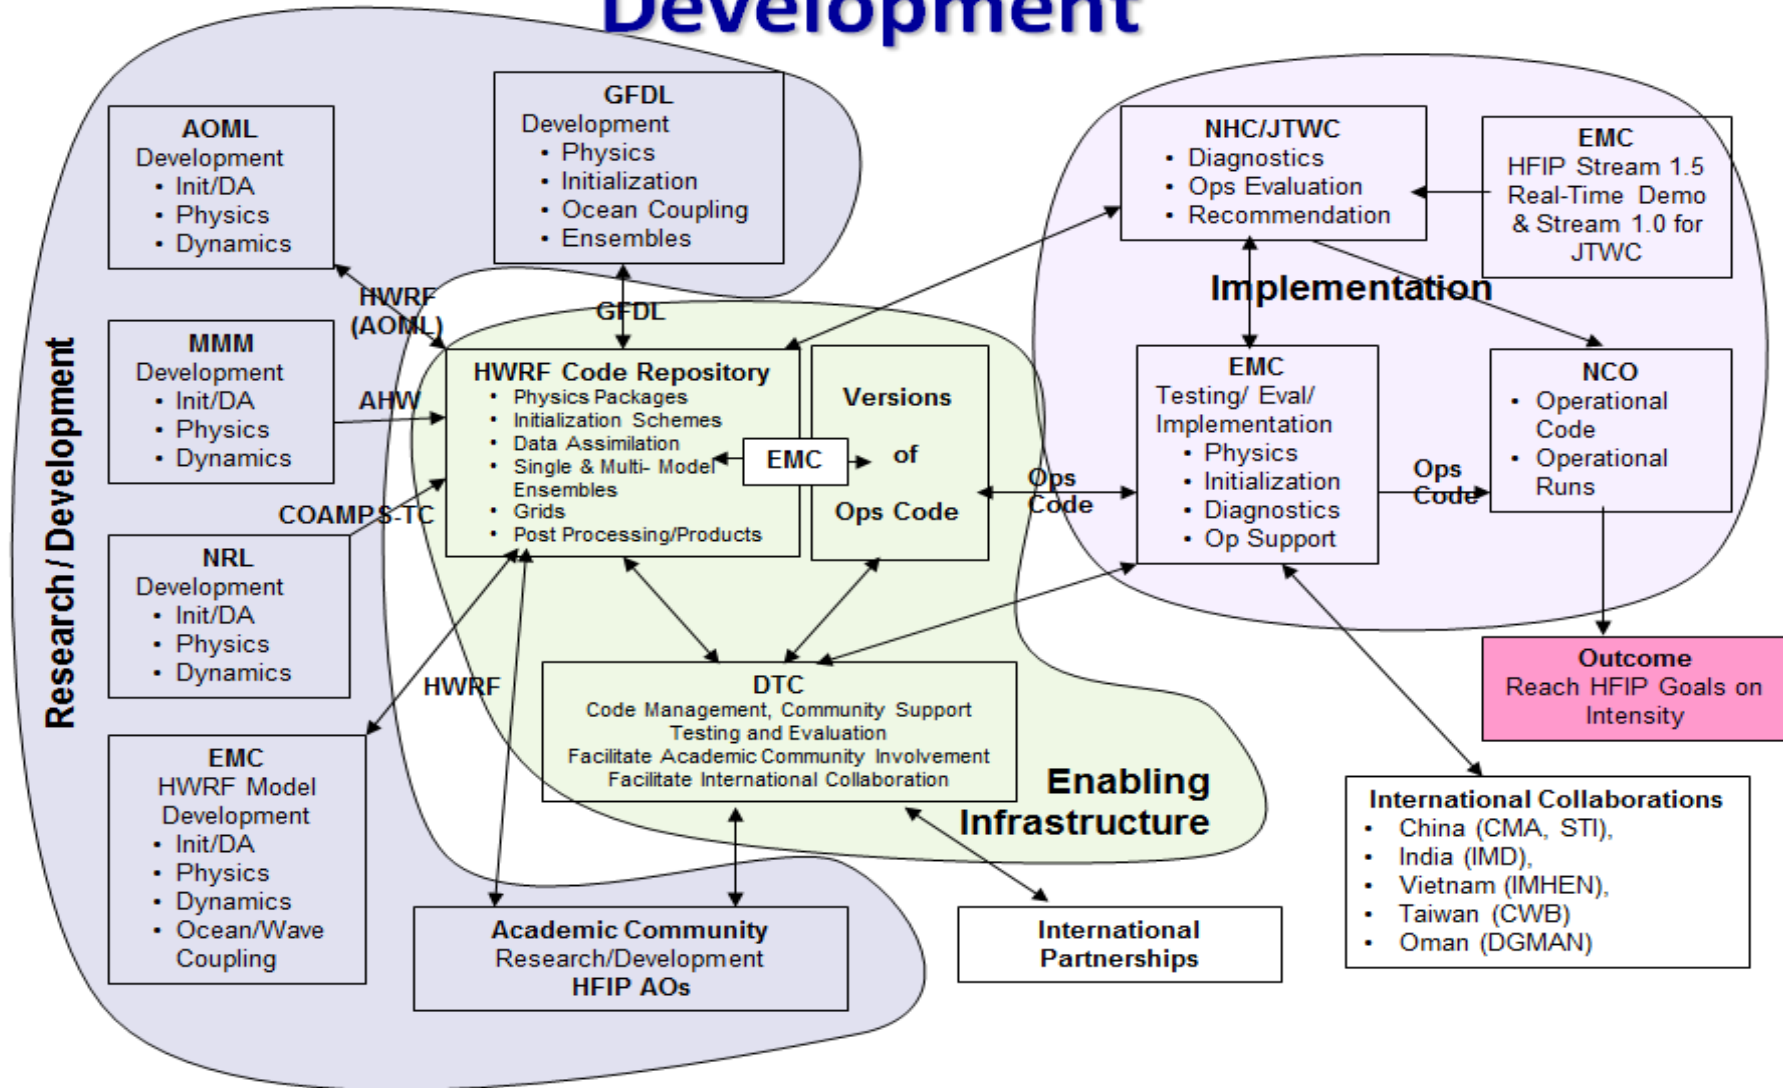 Development
AOML
Development
• Init/DA
• Physics
• Dynamics
GFDL
Development
• Physics
• Initialization
• Ocean Coupling
• Ensembles
NHC/JTWC
• Diagnostics
• Ops Evaluation
• Recommendation
EMC
HFIP Stream 1.5
Real-Time Demo
& Stream 1.0 for
JTWC
Implementation
HWRF
(AOML)
GFDL
MMM
Development
• Init/DA
• Physics
• Dynamics
AHW
HWRF Code Repository
• Physics Packages
• Initialization Schemes
• Data Assimilation
• Single & Multi- Model
Ensembles
• Grids
• Post Processing/Products
EMC
Versions
of
Ops Code
Ops
Code
EMC
Testing/ Eval/
Implementation
• Physics
• Initialization
• Diagnostics
• Op Support
Ops
Code
NCO
• Operational
Code
• Operational
Runs
Research / Development
COAMPS-TC
NRL
Development
• Init/DA
• Physics
• Dynamics
HWRF
DTC
Code Management, Community Support
Testing and Evaluation
Facilitate Academic Community Involvement
Facilitate International Collaboration
Enabling
Infrastructure
Outcome
Reach HFIP Goals on
Intensity
EMC
HWRF Model
Development
• Init/DA
• Physics
• Dynamics
• Ocean/Wave
Coupling
Academic Community
Research/Development
HFIP AOs
International
Partnerships
International Collaborations
• China (CMA, STI),
• India (IMD),
• Vietnam (IMHEN),
• Taiwan (CWB)
• Oman (DGMAN)